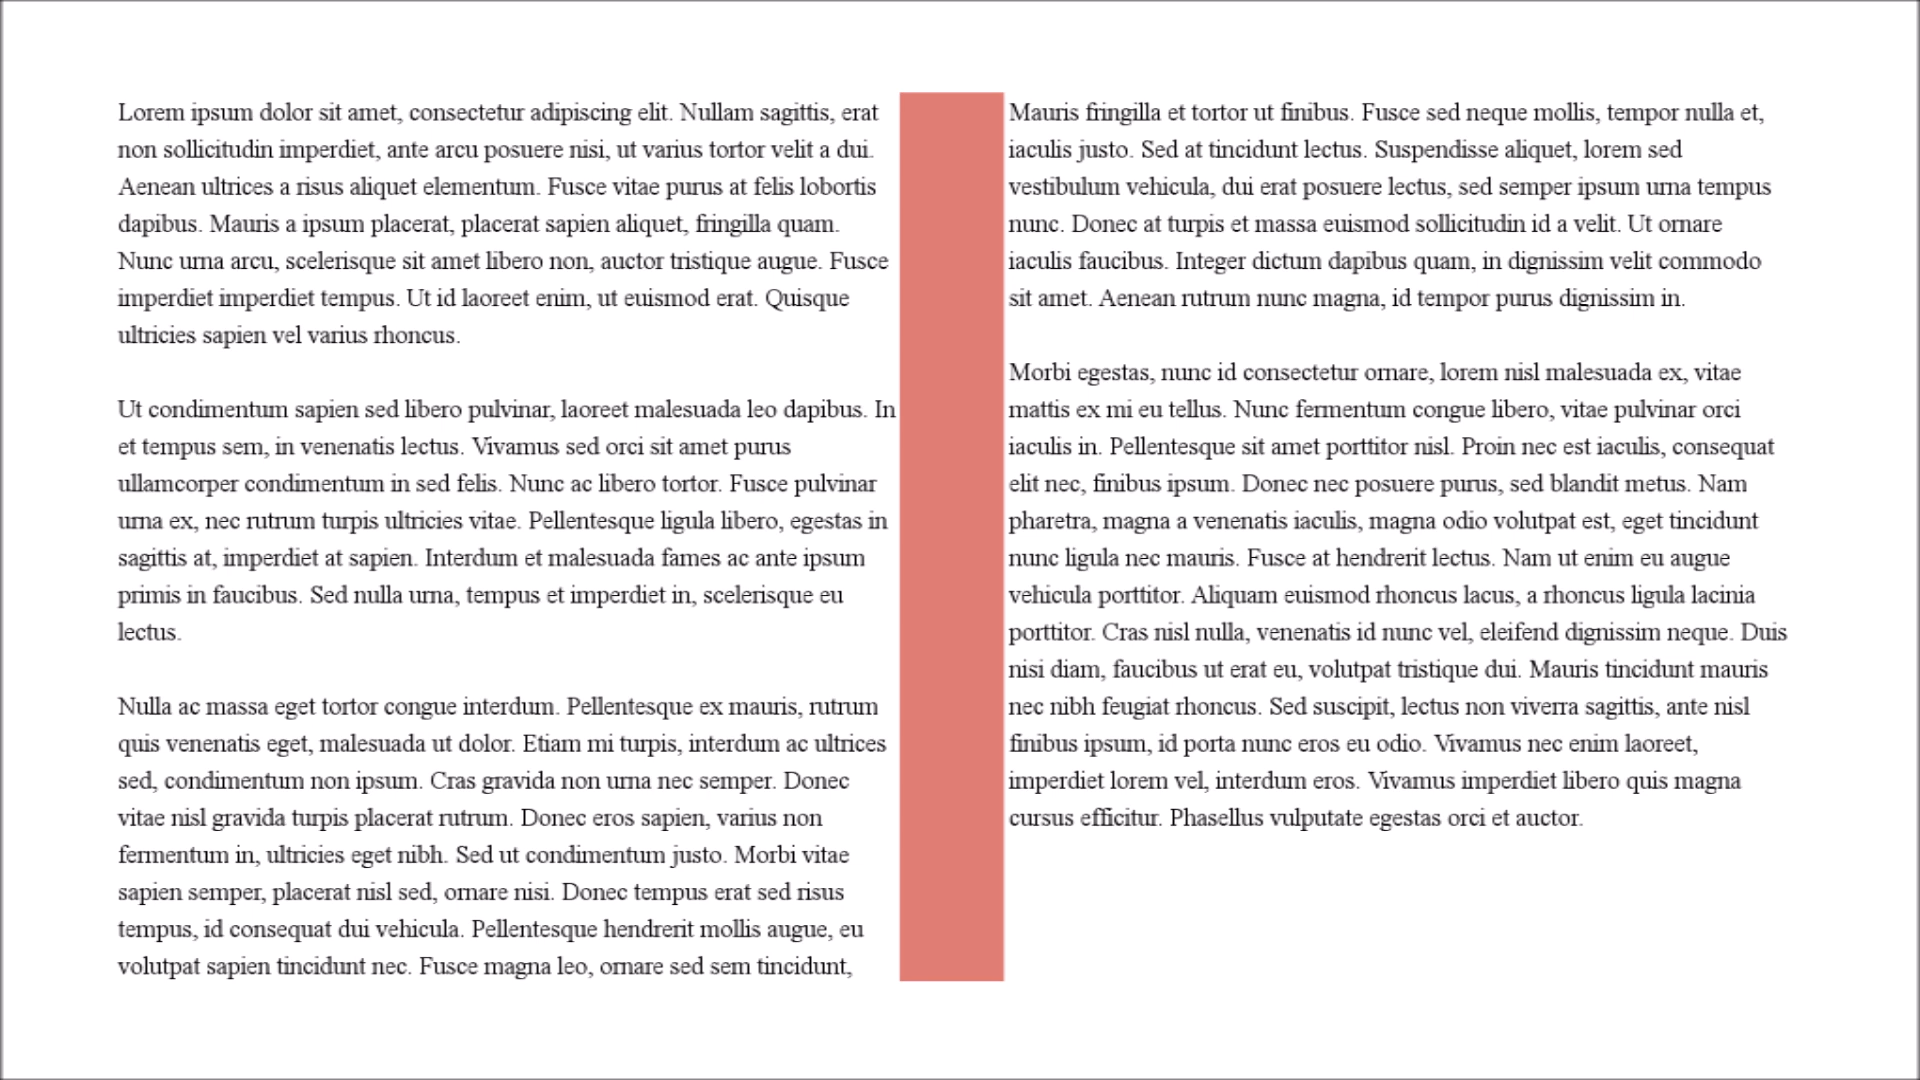 Lorem ipsum dolor sit amet, consectetur adipiscing elit. Nullam sagittis, erat
non sollicitudin imperdiet, ante arcu posuere nisi, ut varius tortor velit a dui.
Aenean ultrices a risus aliquet elementum. Fusce vitae purus at felis lobortis
dapibus. Mauris a ipsum placerat, placerat sapien aliquet, fringilla quam.
Nunc urna arcu, scelerisque sit amet libero non, auctor tristique augue. Fusce
imperdiet imperdiet tempus. Ut id laoreet enim, ut euismod erat. Quisque
ultricies sapien vel varius rhoncus.
Ut condimentum sapien sed libero pulvinar, laoreet malesuada leo dapibus. In
et tempus sem, in venenatis lectus. Vivamus sed orci sit amet purus
ullamcorper condimentum in sed felis. Nunc ac libero tortor. Fusce pulvinar
urna ex, nec rutrum turpis ultricies vitae. Pellentesque ligula libero, egestas in
sagittis at, imperdiet at sapien. Interdum et malesuada fames ac ante ipsum
primis in faucibus. Sed nulla urna, tempus et imperdiet in, scelerisque eu
lectus.
Nulla ac massa eget tortor congue interdum. Pellentesque ex mauris, rutrum
quis venenatis eget, malesuada ut dolor. Etiam mi turpis, interdum ac ultrices
sed, condimentum non ipsum. Cras gravida non urna nec semper. Donec
vitae nisl gravida turpis placerat rutrum. Donec eros sapien, varius non
fermentum in, ultricies eget nibh. Sed ut condimentum justo. Morbi vitae
sapien semper, placerat nisl sed, ornare nisi. Donec tempus erat sed risus
tempus, id consequat dui vehicula. Pellentesque hendrerit mollis augue, eu
volutpat sapien tincidunt nec. Fusce magna leo, ornare sed sem tincidunt,
Mauris fringilla et tortor ut finibus. Fusce sed neque mollis, tempor nulla et,
iaculis justo. Sed at tincidunt lectus. Suspendisse aliquet, lorem sed
vestibulum vehicula, dui erat posuere lectus, sed semper ipsum urna tempus
nunc. Donec at turpis et massa euismod sollicitudin id a velit. Ut ornare
iaculis faucibus. Integer dictum dapibus quam, in dignissim velit commodo
sit amet. Aenean rutrum nunc magna, id tempor purus dignissim in.
Morbi egestas, nunc id consectetur ornare, lorem nisl malesuada ex, vitae
mattis ex mi eu tellus. Nunc fermentum congue libero, vitae pulvinar orci
iaculis in. Pellentesque sit amet porttitor nisl. Proin nec est iaculis, consequat
elit nec, finibus ipsum. Donec nec posuere purus, sed blandit metus. Nam
pharetra, magna a venenatis iaculis, magna odio volutpat est, eget tincidunt
nunc ligula nec mauris. Fusce at hendrerit lectus. Nam ut enim eu augue
vehicula porttitor. Aliquam euismod rhoncus lacus, a rhoncus ligula lacinia
porttitor. Cras nisl nulla, venenatis id nunc vel, eleifend dignissim neque. Duis
nisi diam, faucibus ut erat eu, volutpat tristique dui. Mauris tincidunt mauris
nec nibh feugiat rhoncus. Sed suscipit, lectus non viverra sagittis, ante nisl
finibus ipsum, id porta nunc eros eu odio. Vivamus nec enim laoreet,
imperdiet lorem vel, interdum eros. Vivamus imperdiet libero quis magna
cursus efficitur. Phasellus vulputate egestas orci et auctor.